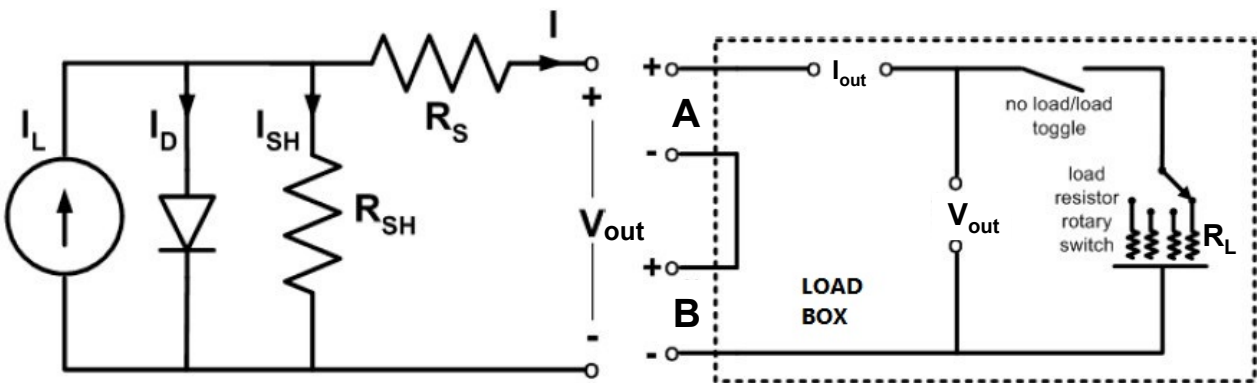 I
I_L
I_D
I_SH
R_S
R_SH
+
V_out
-
+
A
-
+
B
-
I_out
no load/load
toggle
V_out
load
resistor
rotary
switch
R_L
LOAD
BOX